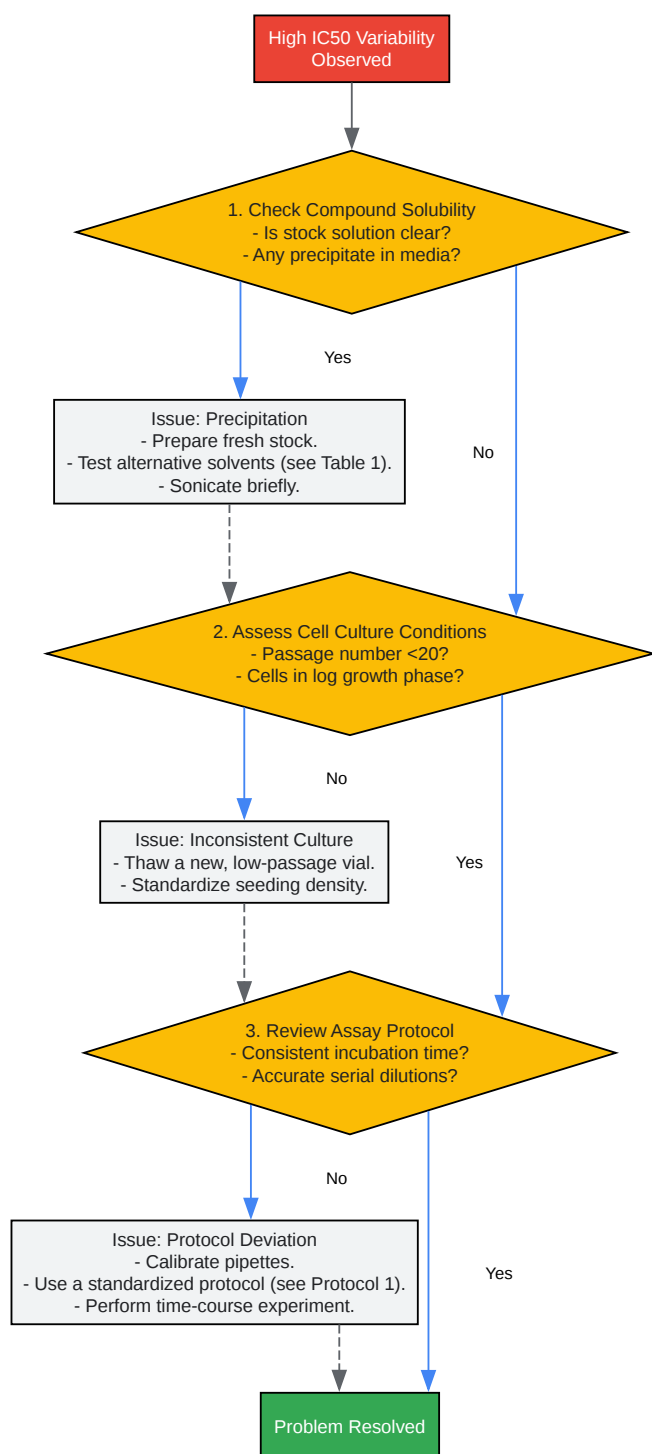 High IC50 Variability
Observed
1. Check Compound Solubility
- Is stock solution clear?
- Any precipitate in media?
Yes
Issue: Precipitation
- Prepare fresh stock.
- Test alternative solvents (see Table 1).
- Sonicate briefly.
No
2. Assess Cell Culture Conditions
- Passage number <20?
- Cells in log growth phase?
No
Issue: Inconsistent Culture
- Thaw a new, low-passage vial.
- Standardize seeding density.
Yes
3. Review Assay Protocol
- Consistent incubation time?
- Accurate serial dilutions?
No
Issue: Protocol Deviation
- Calibrate pipettes.
- Use a standardized protocol (see Protocol 1).
- Perform time-course experiment.
Yes
Problem Resolved